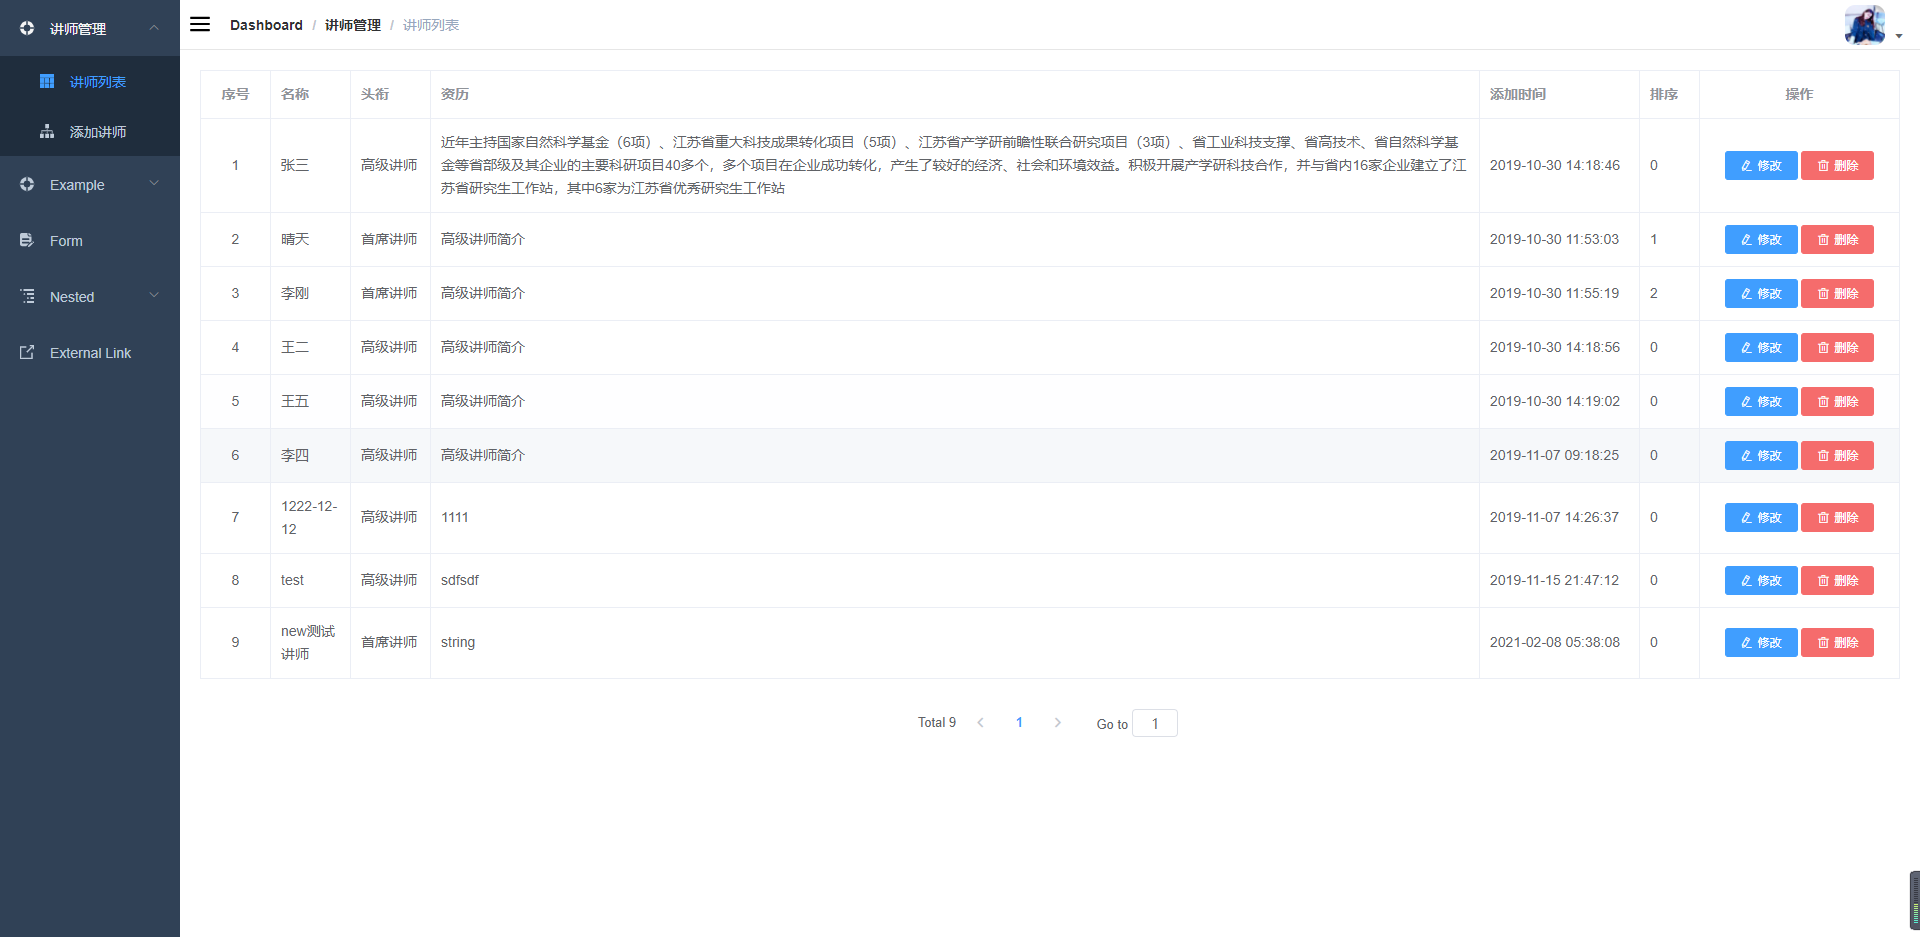 讲师管理
讲师列表
添加讲师
Example
Form
Nested
External Link
Dashboard / 讲师管理 / 讲师列表
序号 名称 头衔 资历 添加时间 排序 操作
1 张三 高级讲师 近年主持国家自然科学基金（6项）、江苏省重大科技成果转化项目（5项）、江苏省产学研前瞻性联合研究项目（3项）、省工业科技支撑、省高技术、省自然科学基
金等省部级及其企业的主要科研项目40多个，多个项目在企业成功转化，产生了较好的经济、社会和环境效益。积极开展产学研科技合作，并与省内16家企业建立了江
苏省研究生工作站，其中6家为江苏省优秀研究生工作站 2019-10-30 14:18:46 0 修改 删除
2 晴天 首席讲师 高级讲师简介 2019-10-30 11:53:03 1 修改 删除
3 李刚 首席讲师 高级讲师简介 2019-10-30 11:55:19 2 修改 删除
4 王二 高级讲师 高级讲师简介 2019-10-30 14:18:56 0 修改 删除
5 王五 高级讲师 高级讲师简介 2019-10-30 14:19:02 0 修改 删除
6 李四 高级讲师 高级讲师简介 2019-11-07 09:18:25 0 修改 删除
7 1222-12-
12 高级讲师 1111 2019-11-07 14:26:37 0 修改 删除
8 test 高级讲师 sdfsdf 2019-11-15 21:47:12 0 修改 删除
9 new测试
讲师 首席讲师 string 2021-02-08 05:38:08 0 修改 删除
Total 9 1 Go to 1